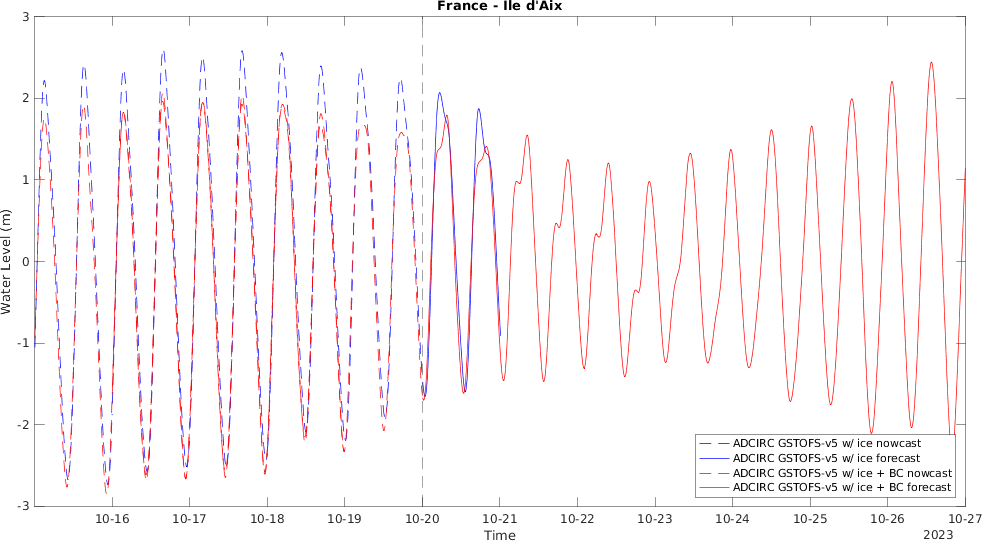 France - Ile d'Aix
3
2
1
0
-1
-2
-3
Water Level (m)
10-16 10-17 10-18 10-19 10-20 10-21 10-22 10-23 10-24 10-25 10-26 10-27
Time
2023
ADCIRC GSTOFS-v5 w/ ice nowcast
ADCIRC GSTOFS-v5 w/ ice forecast
ADCIRC GSTOFS-v5 w/ ice + BC nowcast
ADCIRC GSTOFS-v5 w/ ice + BC forecast